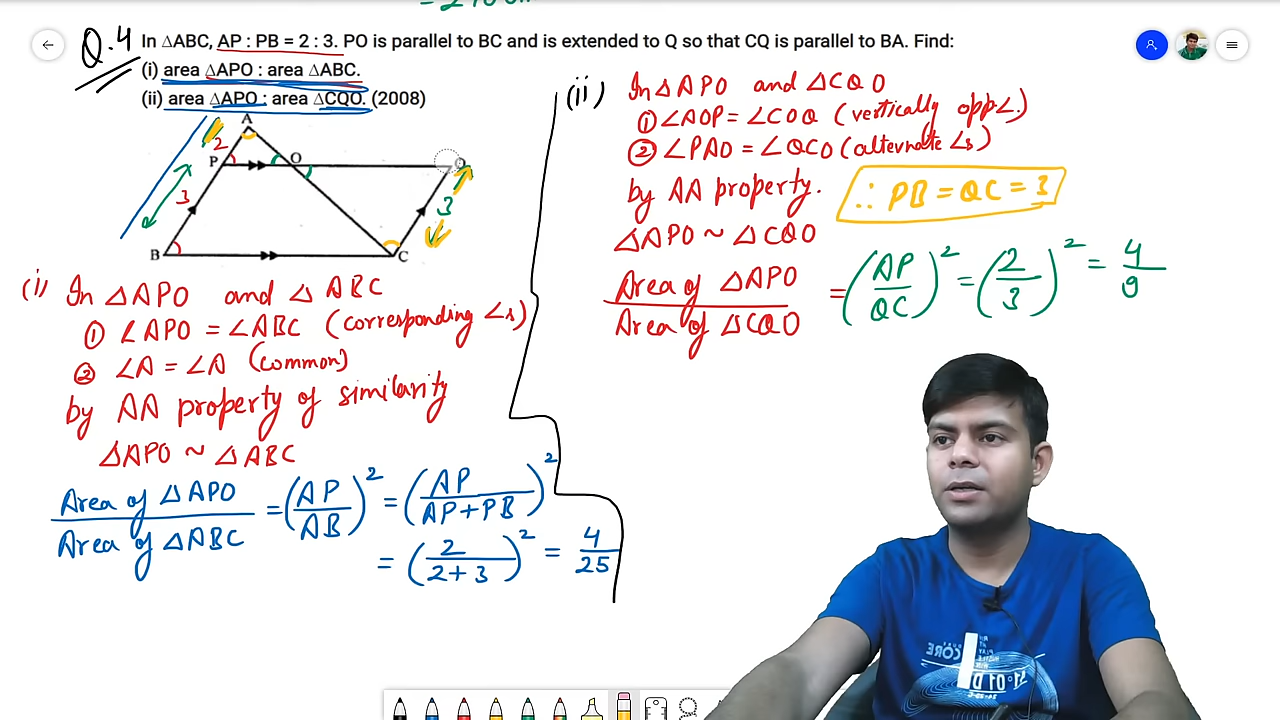 Q.4
In △ABC, AP : PB = 2 : 3. PO is parallel to BC and is extended to Q so that CQ is parallel to BA. Find:
(i) area △APO : area △ABC.
(ii) area △APO : area △CQO. (2008)
A
2
P
O
Q
3
3
B
C
(i) In △APO and △ABC
① ∠APO = ∠ABC (corresponding ∠s)
② ∠A = ∠A (common)
by AA property of similarity
△APO ~ △ABC
Area of △APO / Area of △ABC = (AP/AB)² = (AP/AP+PB)²
= (2/2+3)² = 4/25
(ii) In △APO and △CQO
① ∠AOP = ∠COQ (vertically opp∠.)
② ∠PAO = ∠QCO (alternate ∠s)
by AA property.
∴ PB = QC = 3
△APO ~ △CQO
Area of △APO / Area of △CQO = (AP/QC)² = (2/3)² = 4/9